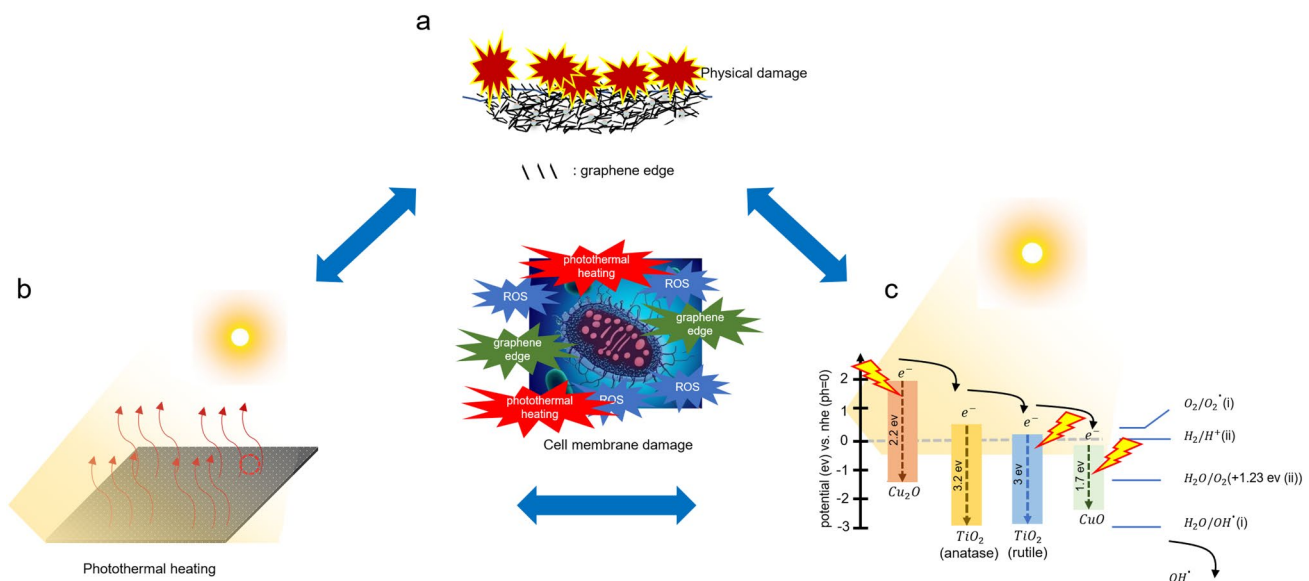 a
Physical damage
: graphene edge
b
Photothermal heating
photothermal
heating
ROS
ROS
graphene
edge
graphene
edge
ROS
ROS
photothermal
heating
Cell membrane damage
c
potential (ev) vs. nhe (ph=0)
2
1
0
-1
-2
-3
e⁻
2.2 ev
Cu₂O
e⁻
3.2 ev
TiO₂
(anatase)
e⁻
3 ev
TiO₂
(rutile)
e⁻
1.7 ev
CuO
O₂/O₂˙(i)
H₂/H⁺(ii)
H₂O/O₂(+1.23 ev (ii))
H₂O/OH˙(i)
OH˙